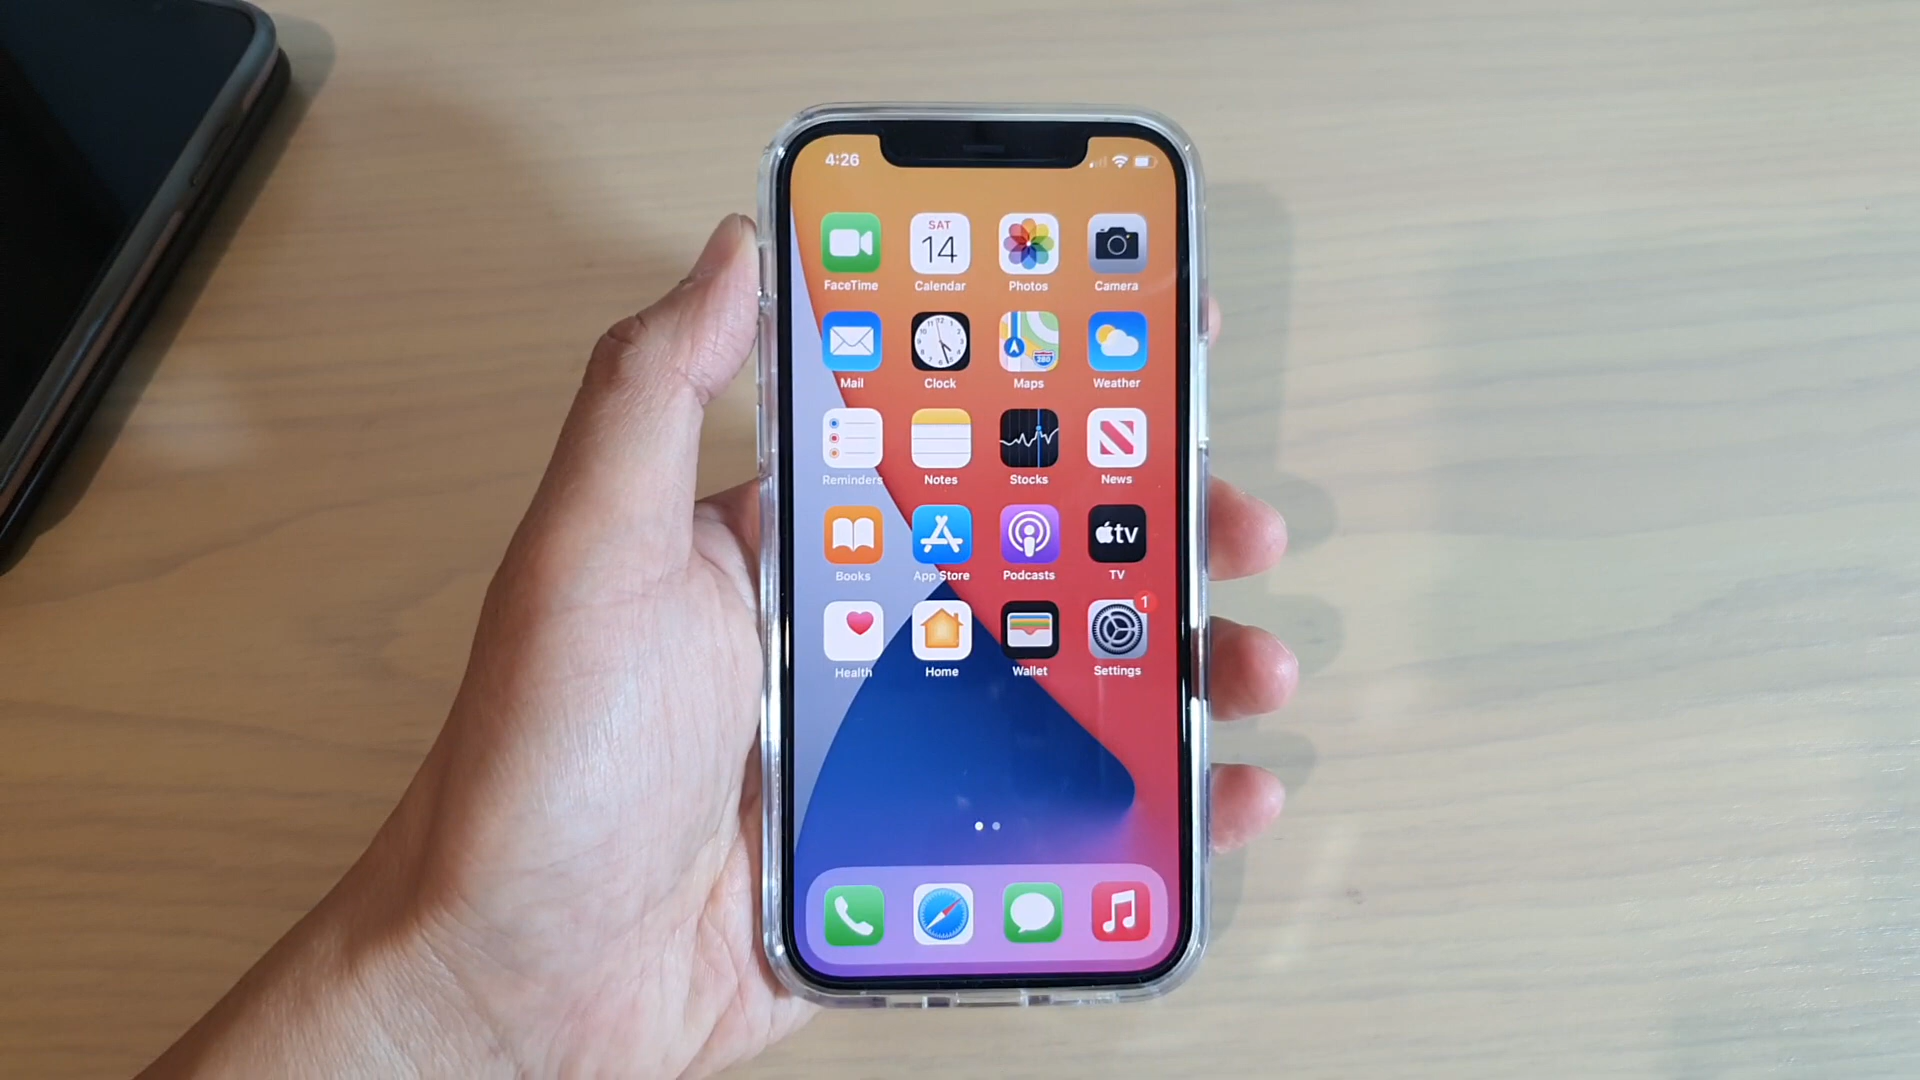 4:26
SAT
14
FaceTime Calendar Photos Camera
280
Mail Clock Maps Weather
Reminders Notes Stocks News
tv
Books App Store Podcasts TV
1
Health Home Wallet Settings